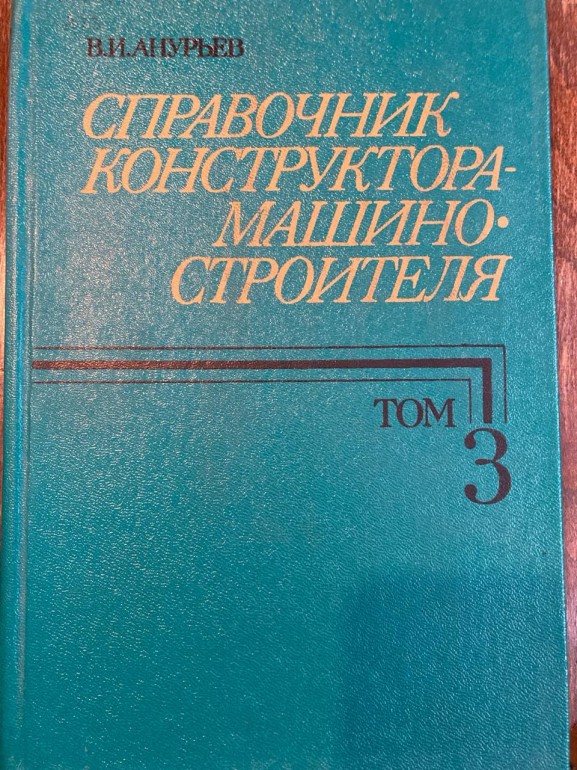 В.И.АНУРЬЕВ
СПРАВОЧНИК
КОНСТРУКТОРА-
МАШИНО•
СТРОИТЕЛЯ
ТОМ
3